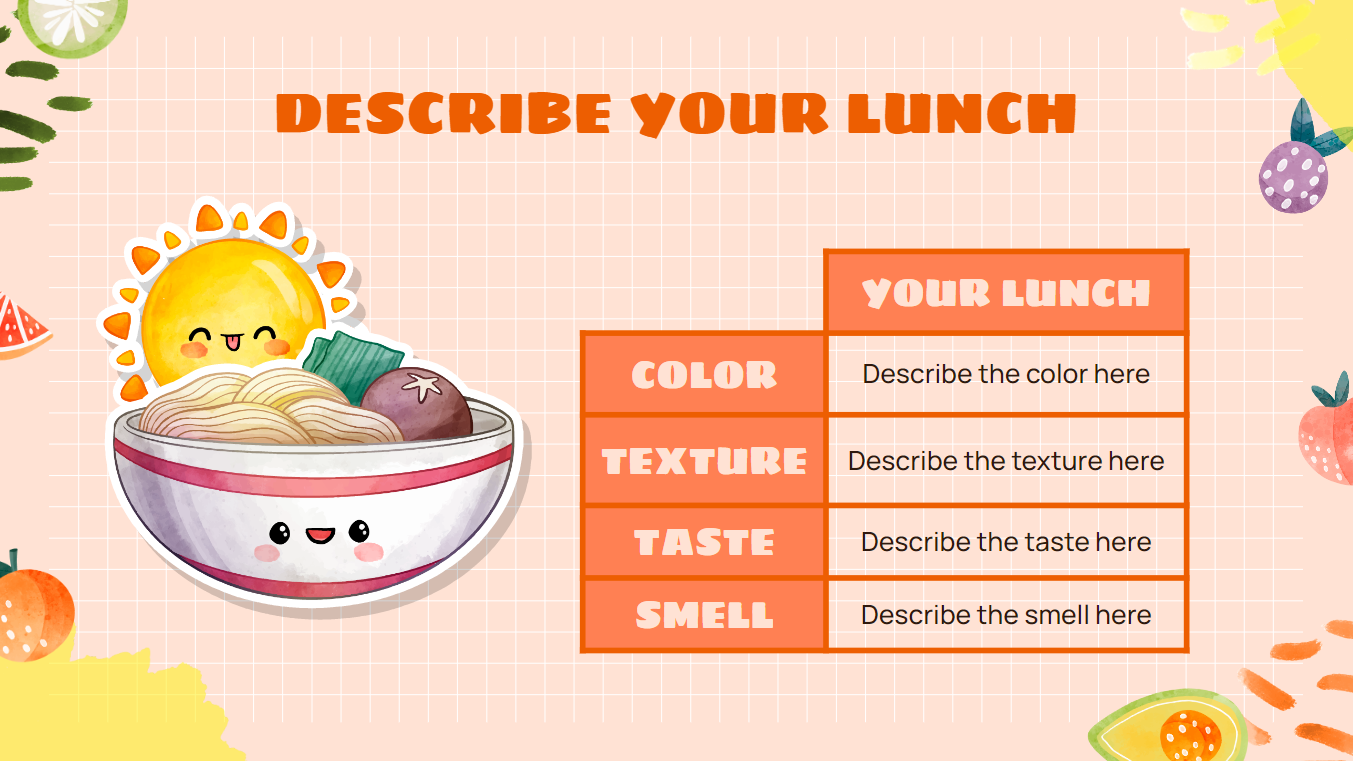 DESCRIBE YOUR LUNCH
YOUR LUNCH
COLOR
Describe the color here
TEXTURE
Describe the texture here
TASTE
Describe the taste here
SMELL
Describe the smell here